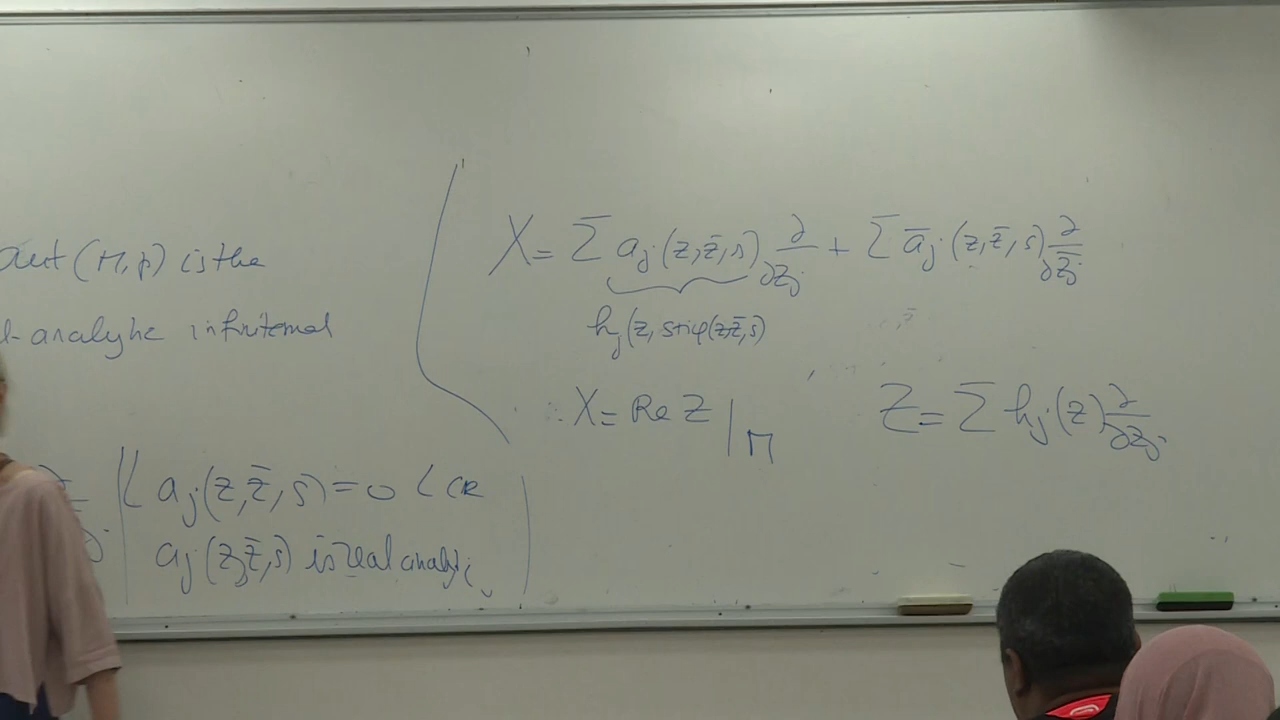 aut (M, p) is the
l-analytic infinitesmal
L a_j(z, z̄, s) = 0 L CR
a_j(z, z̄, s) is real analytic
X = Σ a_j(z, z̄, s) ∂/∂z_j + Σ ā_j(z, z̄, s) ∂/∂z̄_j
h_j(z, s+iφ(z, z̄, s)
∴ X = Re Z |_M
Z = Σ h_j(z) ∂/∂z_j